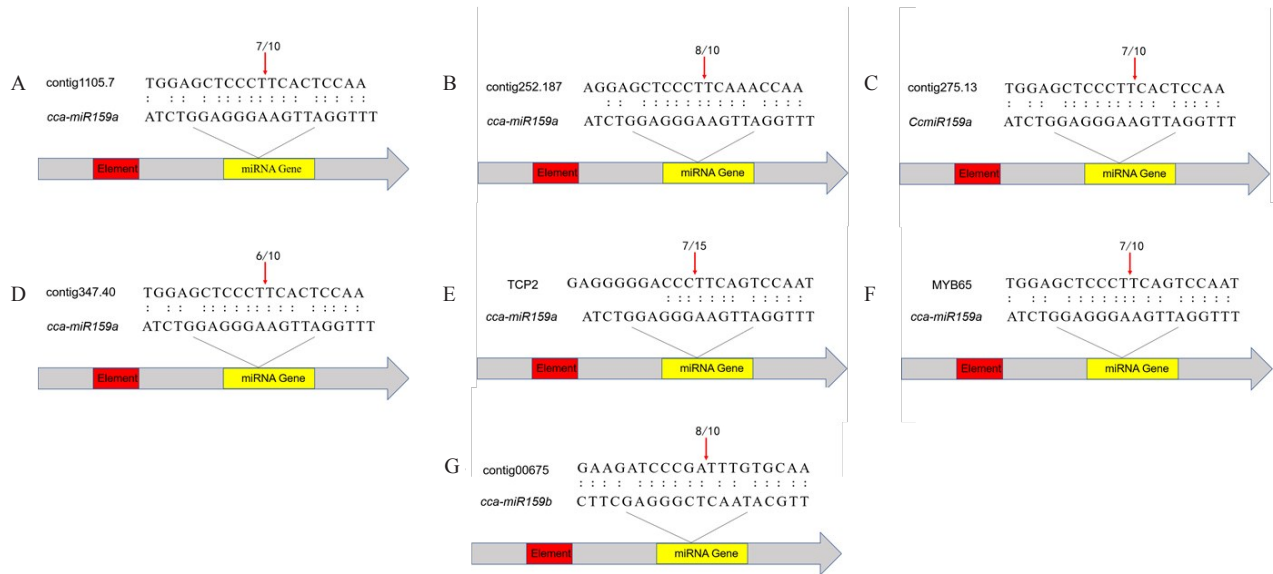 A
7/10
contig1105.7 TGGAGCTCCCTTCACTCCAA
: : : : : : : : : : : : : : :
cca-miR159a ATCTGGAGGGAAGTTAGGTTT
Element miRNA Gene
B
8/10
contig252.187 AGGAGCTCCCTTCAAACCAA
: : : : : : : : : : : : : :
cca-miR159a ATCTGGAGGGAAGTTAGGTTT
Element miRNA Gene
C
7/10
contig275.13 TGGAGCTCCCTTCACTCCAA
: : : : : : : : : : : : : : :
CcmiR159a ATCTGGAGGGAAGTTAGGTTT
Element miRNA Gene
D
6/10
contig347.40 TGGAGCTCCCTTCACTCCAA
: : : : : : : : : : : : : : :
cca-miR159a ATCTGGAGGGAAGTTAGGTTT
Element miRNA Gene
E
7/15
TCP2 GAGGGGGACCCTTCAGTCCAAT
: : : : : : : : : : : : :
cca-miR159a ATCTGGAGGGAAGTTAGGTTT
Element miRNA Gene
F
7/10
MYB65 TGGAGCTCCCTTCAGTCCAAT
: : : : : : : : : : : : : : :
cca-miR159a ATCTGGAGGGAAGTTAGGTTT
Element miRNA Gene
G
8/10
contig00675 GAAGATCCCGATTTGTGCAA
: : : : : : : : : : : : : : : :
cca-miR159b CTTCGAGGGCTCAATACGTT
Element miRNA Gene